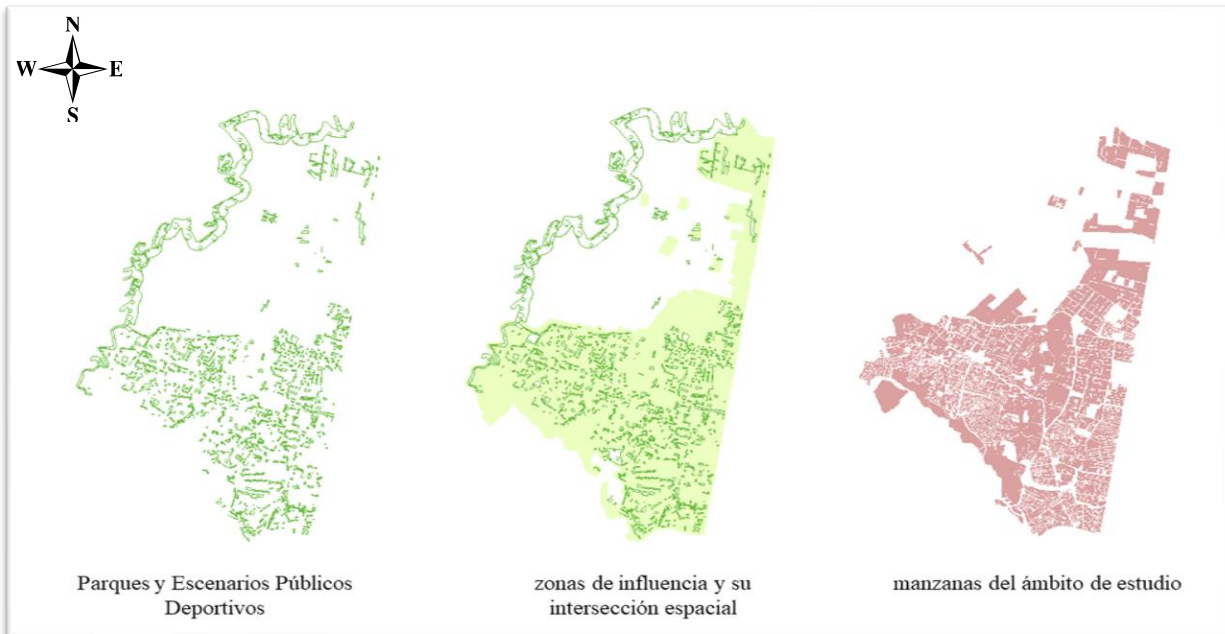 N
W E
S
Parques y Escenarios Públicos
Deportivos
zonas de influencia y su
intersección espacial
manzanas del ámbito de estudio